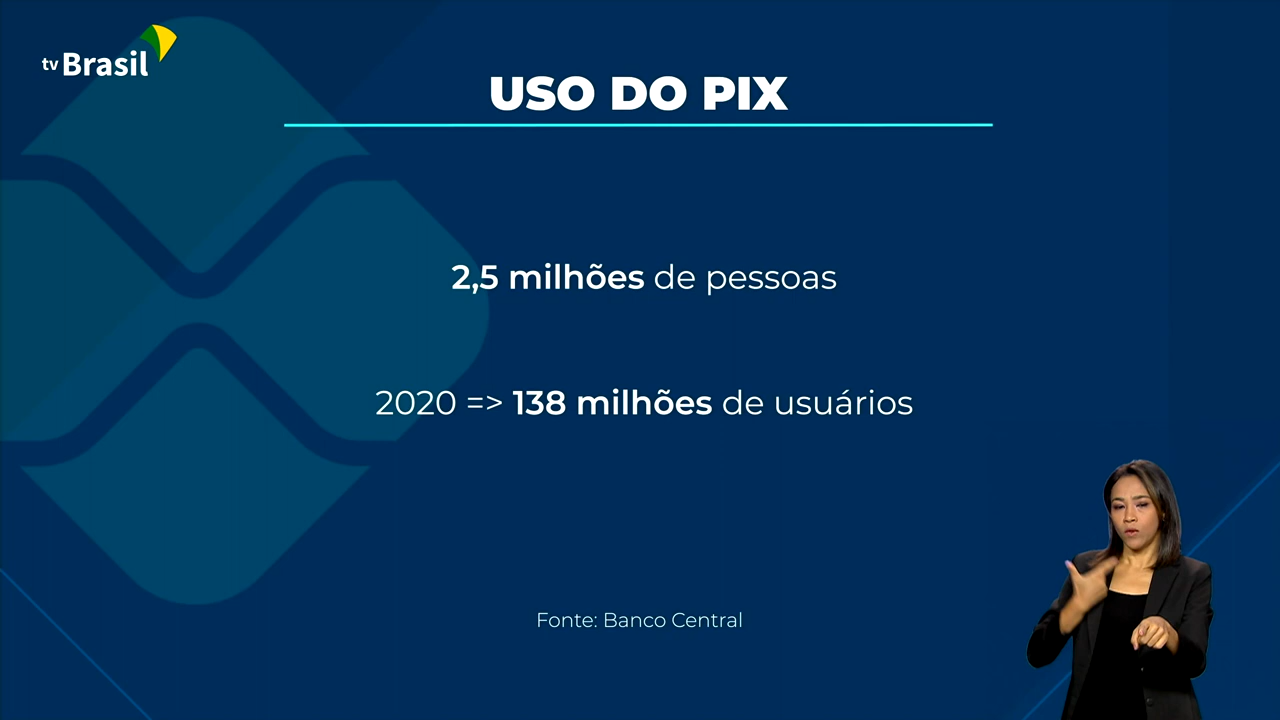 tv Brasil
USO DO PIX
2,5 milhões de pessoas
2020 => 138 milhões de usuários
Fonte: Banco Central